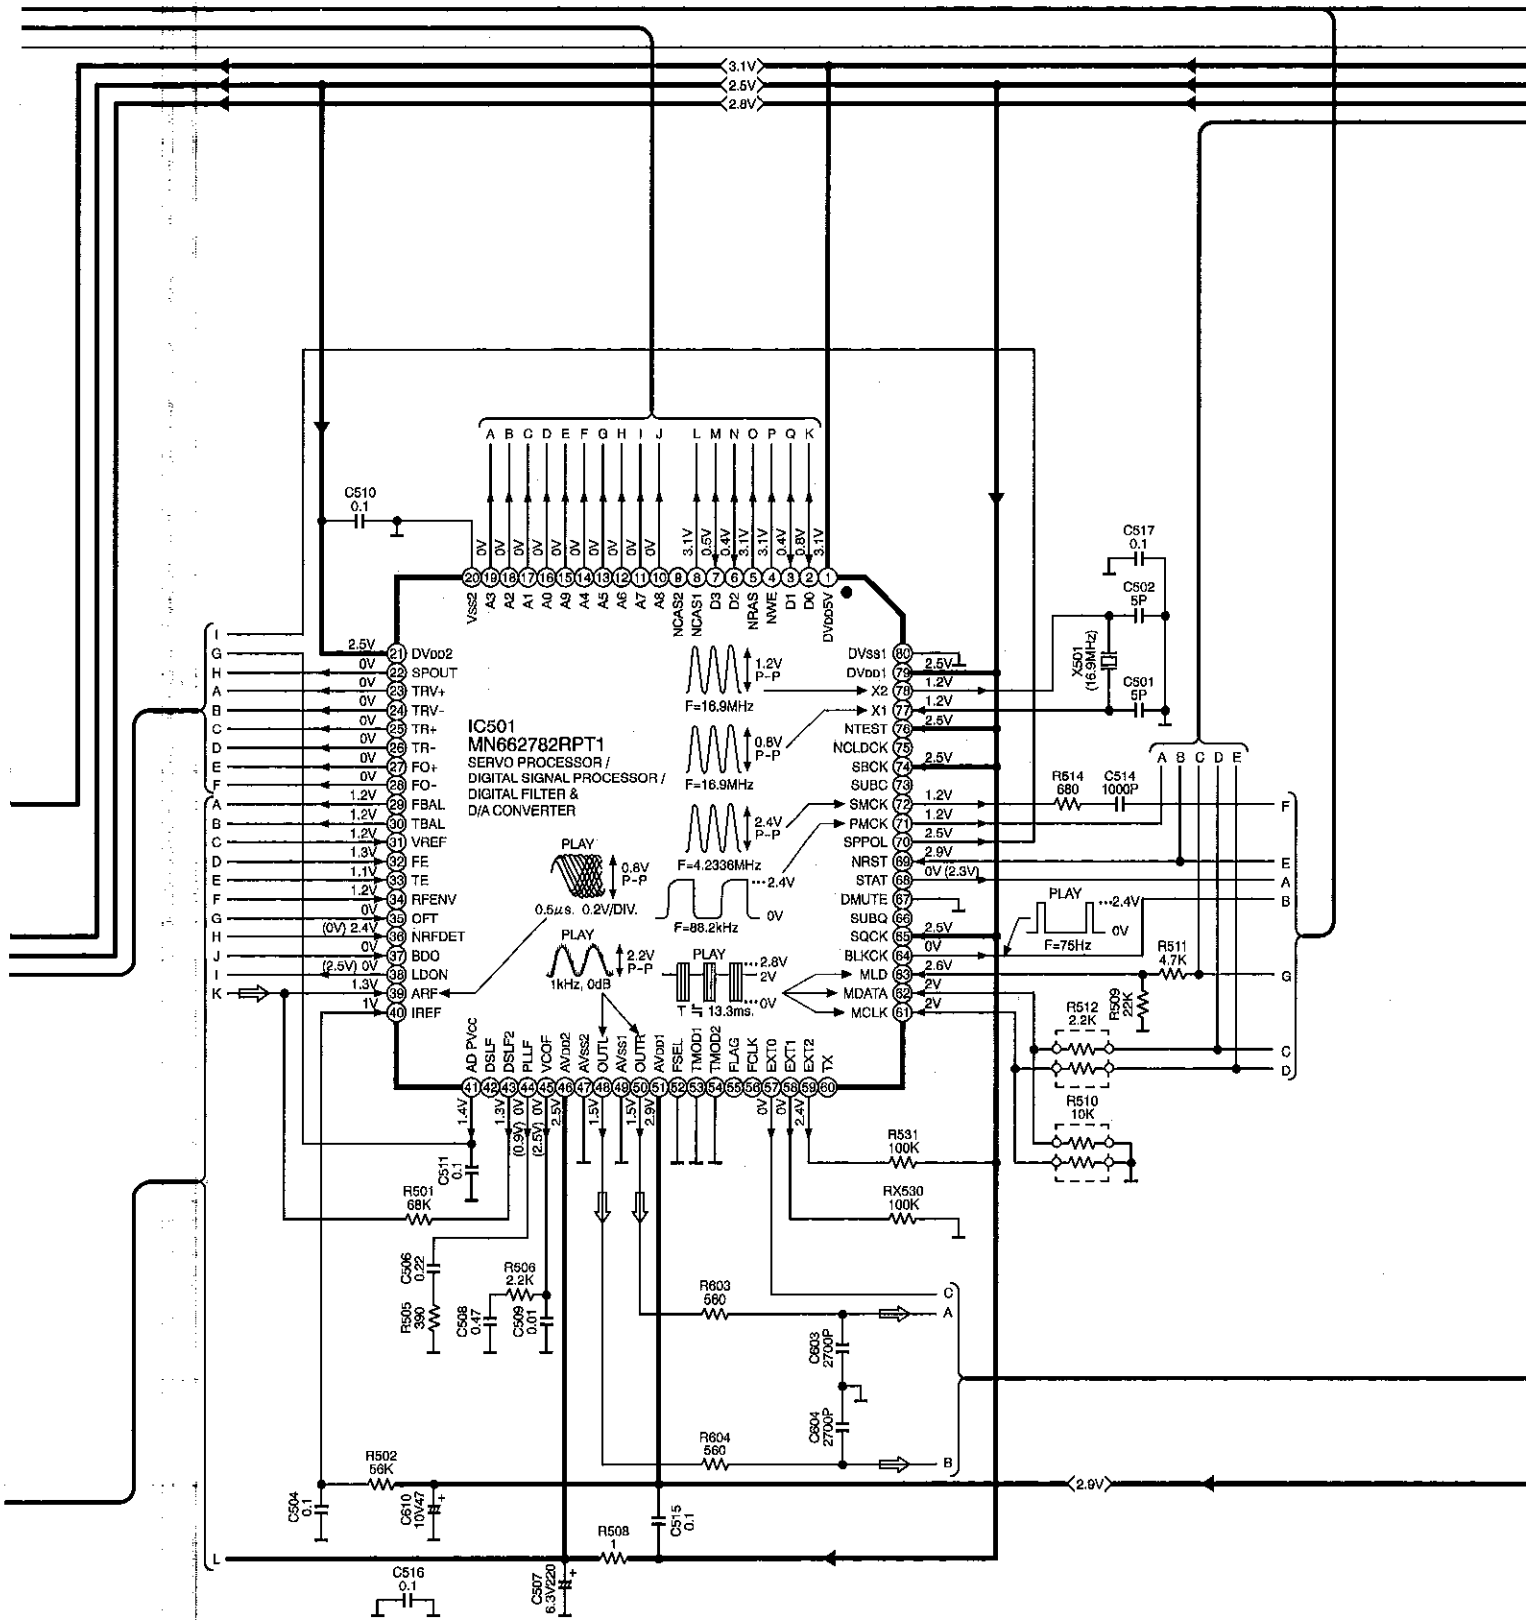 3.1V
2.5V
2.8V
A B C D E F G H I J L M N O P Q K
C510
0.1
0V 0V 0V 0V 0V 0V 0V 0V 0V 0V 3.1V 0.5V 0.4V 3.1V 3.1V 0.4V 0.8V 3.1V
20 19 18 17 16 15 14 13 12 11 10 9 8 7 6 5 4 3 2 1
VSS2 A3 A2 A1 A0 A9 A4 A5 A6 A7 A8 NCAS2 NCAS1 D3 D2 NRAS NWE D1 D0 DVDD5V
C517
0.1
C602
5P
X501
(16.9MHz)
C601
5P
I
G 2.5V 21 DVDD2
H 0V 22 SPOUT
A 0V 23 TRV+
B 0V 24 TRV-
C 0V 25 TR+
D 0V 26 TR-
E 0V 27 FO+
F 0V 28 FO-
A 1.2V 29 FBAL
B 1.2V 30 TBAL
C 1.2V 31 VREF
D 1.3V 32 FE
E 1.1V 33 TE
F 1.2V 34 RFENV
G 0V 35 OFT
H (0V) 2.4V 36 NRFDET
J 0V 37 BDO
I (2.5V) 0V 38 LDON
K 1.3V 39 ARF
1V 40 IREF
IC501
MN662782RPT1
SERVO PROCESSOR /
DIGITAL SIGNAL PROCESSOR /
DIGITAL FILTER &
D/A CONVERTER
1.2V
P-P
F=16.9MHz
0.8V
P-P
F=16.9MHz
2.4V
P-P
F=4.2336MHz
PLAY
0.8V
P-P
0.5µs. 0.2V/DIV.
2.4V
0V
F=88.2kHz
PLAY
2.2V
P-P
1kHz, 0dB
PLAY
2.8V
2V
0V
T ≒ 13.3ms.
DVSS1 80
DVDD1 79 2.5V
X2 78 1.2V
X1 77 1.2V
NTEST 76 2.5V
NCLDCK 75
SBCK 74 2.5V
SUBC 73
SMCK 72 1.2V
PMCK 71 1.2V
SPPOL 70 2.5V
NRST 69 2.9V
STAT 68 0V (2.3V)
DMUTE 67
SUBQ 66
SQCK 65 2.5V
BLKCK 64 0V
MLD 63 2.6V
MDATA 62 2V
MCLK 61 2V
A B C D E
R514
680
C514
1000P
F
E
A
B
G
C
D
PLAY
2.4V
0V
F=75Hz
R511
4.7K
R509
22K
R512
2.2K
R510
10K
AD PVCC DSLF DSLF2 PLLF VCOF AVDD2 AVSS2 OUTL AVSS1 OUTR AVDD1 FSEL TMOD1 TMOD2 FLAG FCLK EXT0 EXT1 EXT2 TX
41 42 43 44 45 46 47 48 49 50 51 52 53 54 55 56 57 58 59 60
1.4V 1.3V (0.9V) 0V (2.5V) 0V 2.5V 1.5V 1.5V 2.9V 0V 0V 2.4V
C511
0.1
R531
100K
RX530
100K
R501
68K
C506
0.22
R505
390
R506
2.2K
C508
0.47
C509
0.01
R603
560
C
A
C603
2700P
C604
2700P
R604
560
B
R502
56K
2.9V
C504
0.1
C610
10V47
+
C515
0.1
R508
1
L
C507
6.3V220
+
C516
0.1